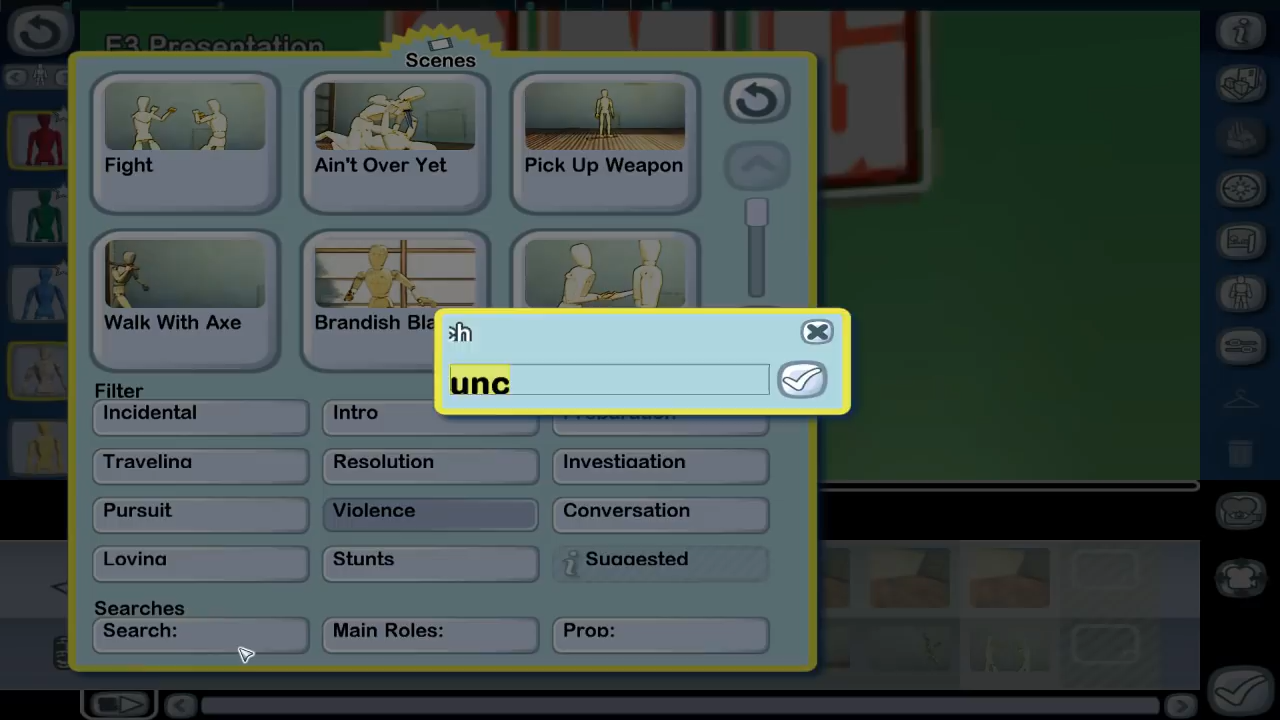 E3 Presentation
Scenes
Fight
Ain't Over Yet
Pick Up Weapon
Walk With Axe
Brandish Bla
unc
Filter
Incidental
Intro
Preparation
Traveling
Resolution
Investigation
Pursuit
Violence
Conversation
Loving
Stunts
Suggested
Searches
Search:
Main Roles:
Prop: